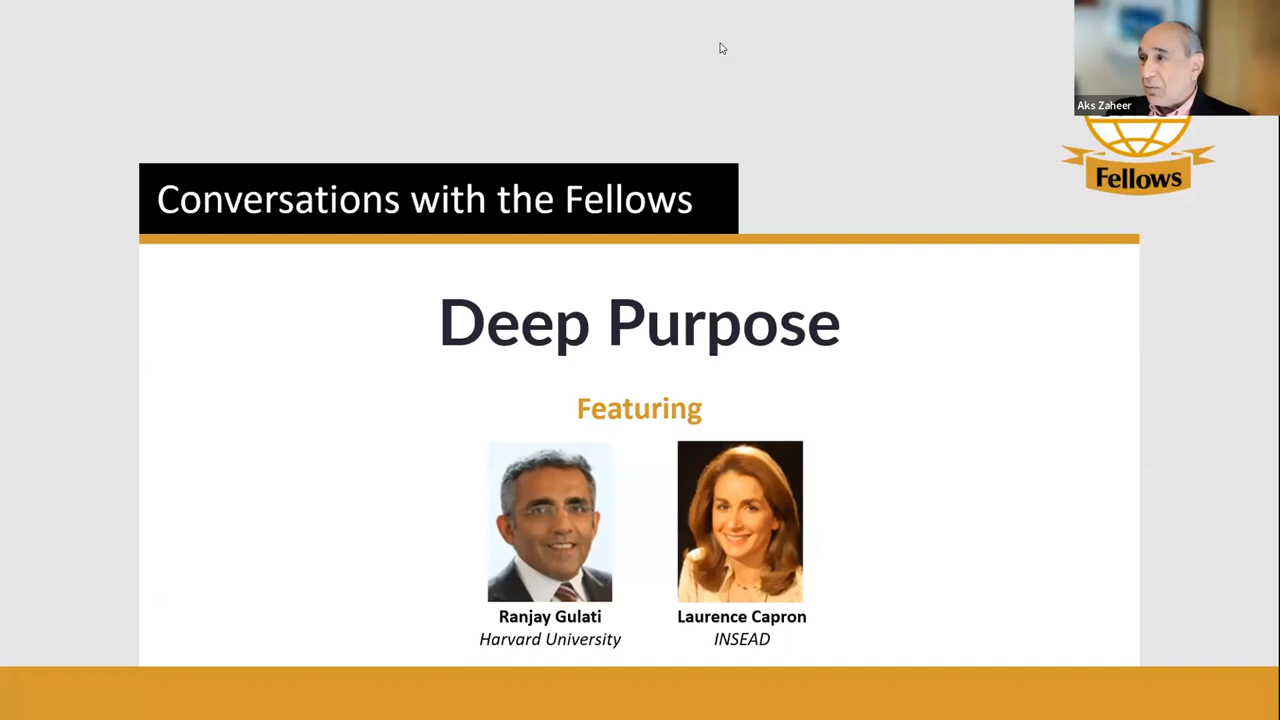 Aks Zaheer
Fellows
Conversations with the Fellows
Deep Purpose
Featuring
Ranjay Gulati
Harvard University
Laurence Capron
INSEAD